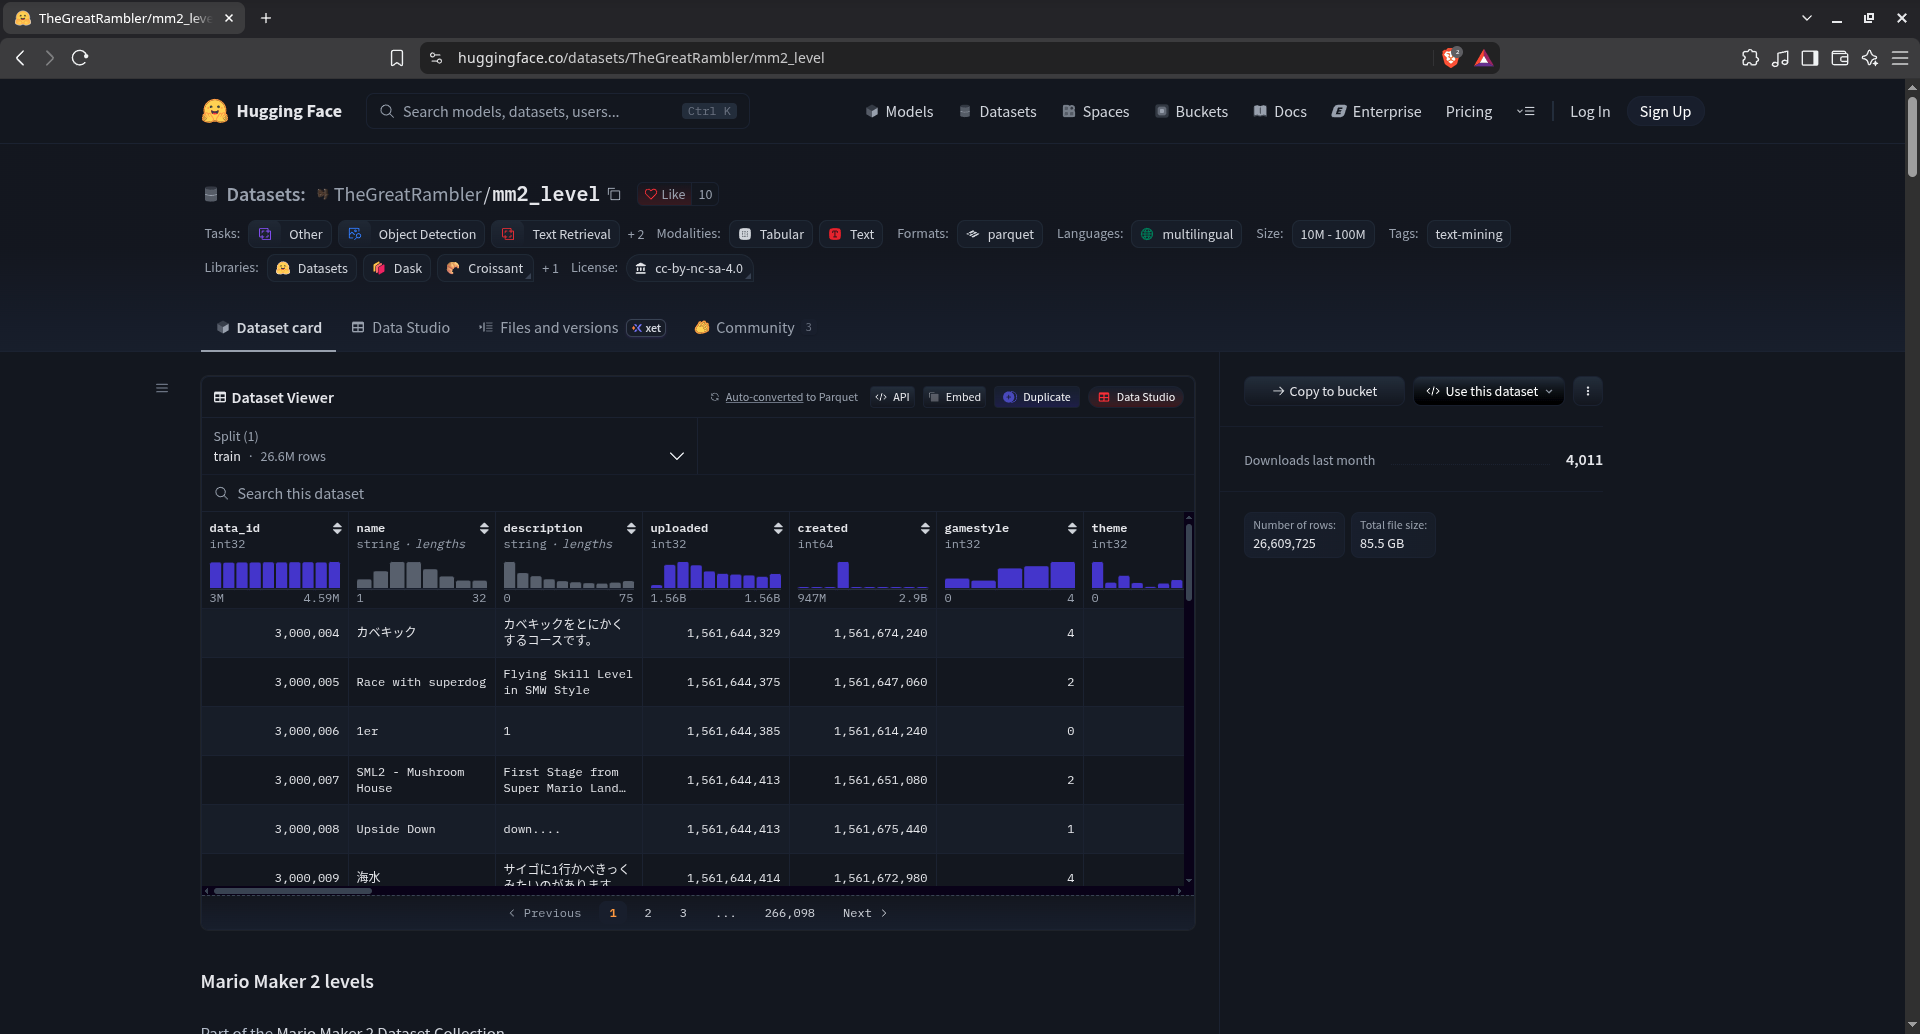 TheGreatRambler/mm2_leve
huggingface.co/datasets/TheGreatRambler/mm2_level
2
Hugging Face
Search models, datasets, users...
Ctrl K
Models
Datasets
Spaces
Buckets
Docs
Enterprise
Pricing
Log In
Sign Up
Datasets: TheGreatRambler/mm2_level
Like 10
Tasks: Other Object Detection Text Retrieval + 2 Modalities: Tabular Text Formats: parquet Languages: multilingual Size: 10M - 100M Tags: text-mining
Libraries: Datasets Dask Croissant + 1 License: cc-by-nc-sa-4.0
Dataset card Data Studio Files and versions xet Community 3
Dataset Viewer
Auto-converted to Parquet API Embed Duplicate Data Studio
Split (1)
train · 26.6M rows
Search this dataset
data_id name description uploaded created gamestyle theme
int32 string · lengths string · lengths int32 int64 int32 int32
3M 4.59M 1 32 0 75 1.56B 1.56B 947M 2.9B 0 4 0
3,000,004 カベキック カベキックをとにかく
するコースです。 1,561,644,329 1,561,674,240 4
3,000,005 Race with superdog Flying Skill Level
in SMW Style 1,561,644,375 1,561,647,060 2
3,000,006 1er 1 1,561,644,385 1,561,614,240 0
3,000,007 SML2 - Mushroom
House First Stage from
Super Mario Land… 1,561,644,413 1,561,651,080 2
3,000,008 Upside Down down.... 1,561,644,413 1,561,675,440 1
3,000,009 海水 サイゴに1行かべきっく
みたいのがあります 1,561,644,414 1,561,672,980 4
Previous 1 2 3 ... 266,098 Next
Copy to bucket
Use this dataset
Downloads last month 4,011
Number of rows:
26,609,725
Total file size:
85.5 GB
Mario Maker 2 levels
Part of the Mario Maker 2 Dataset Collection